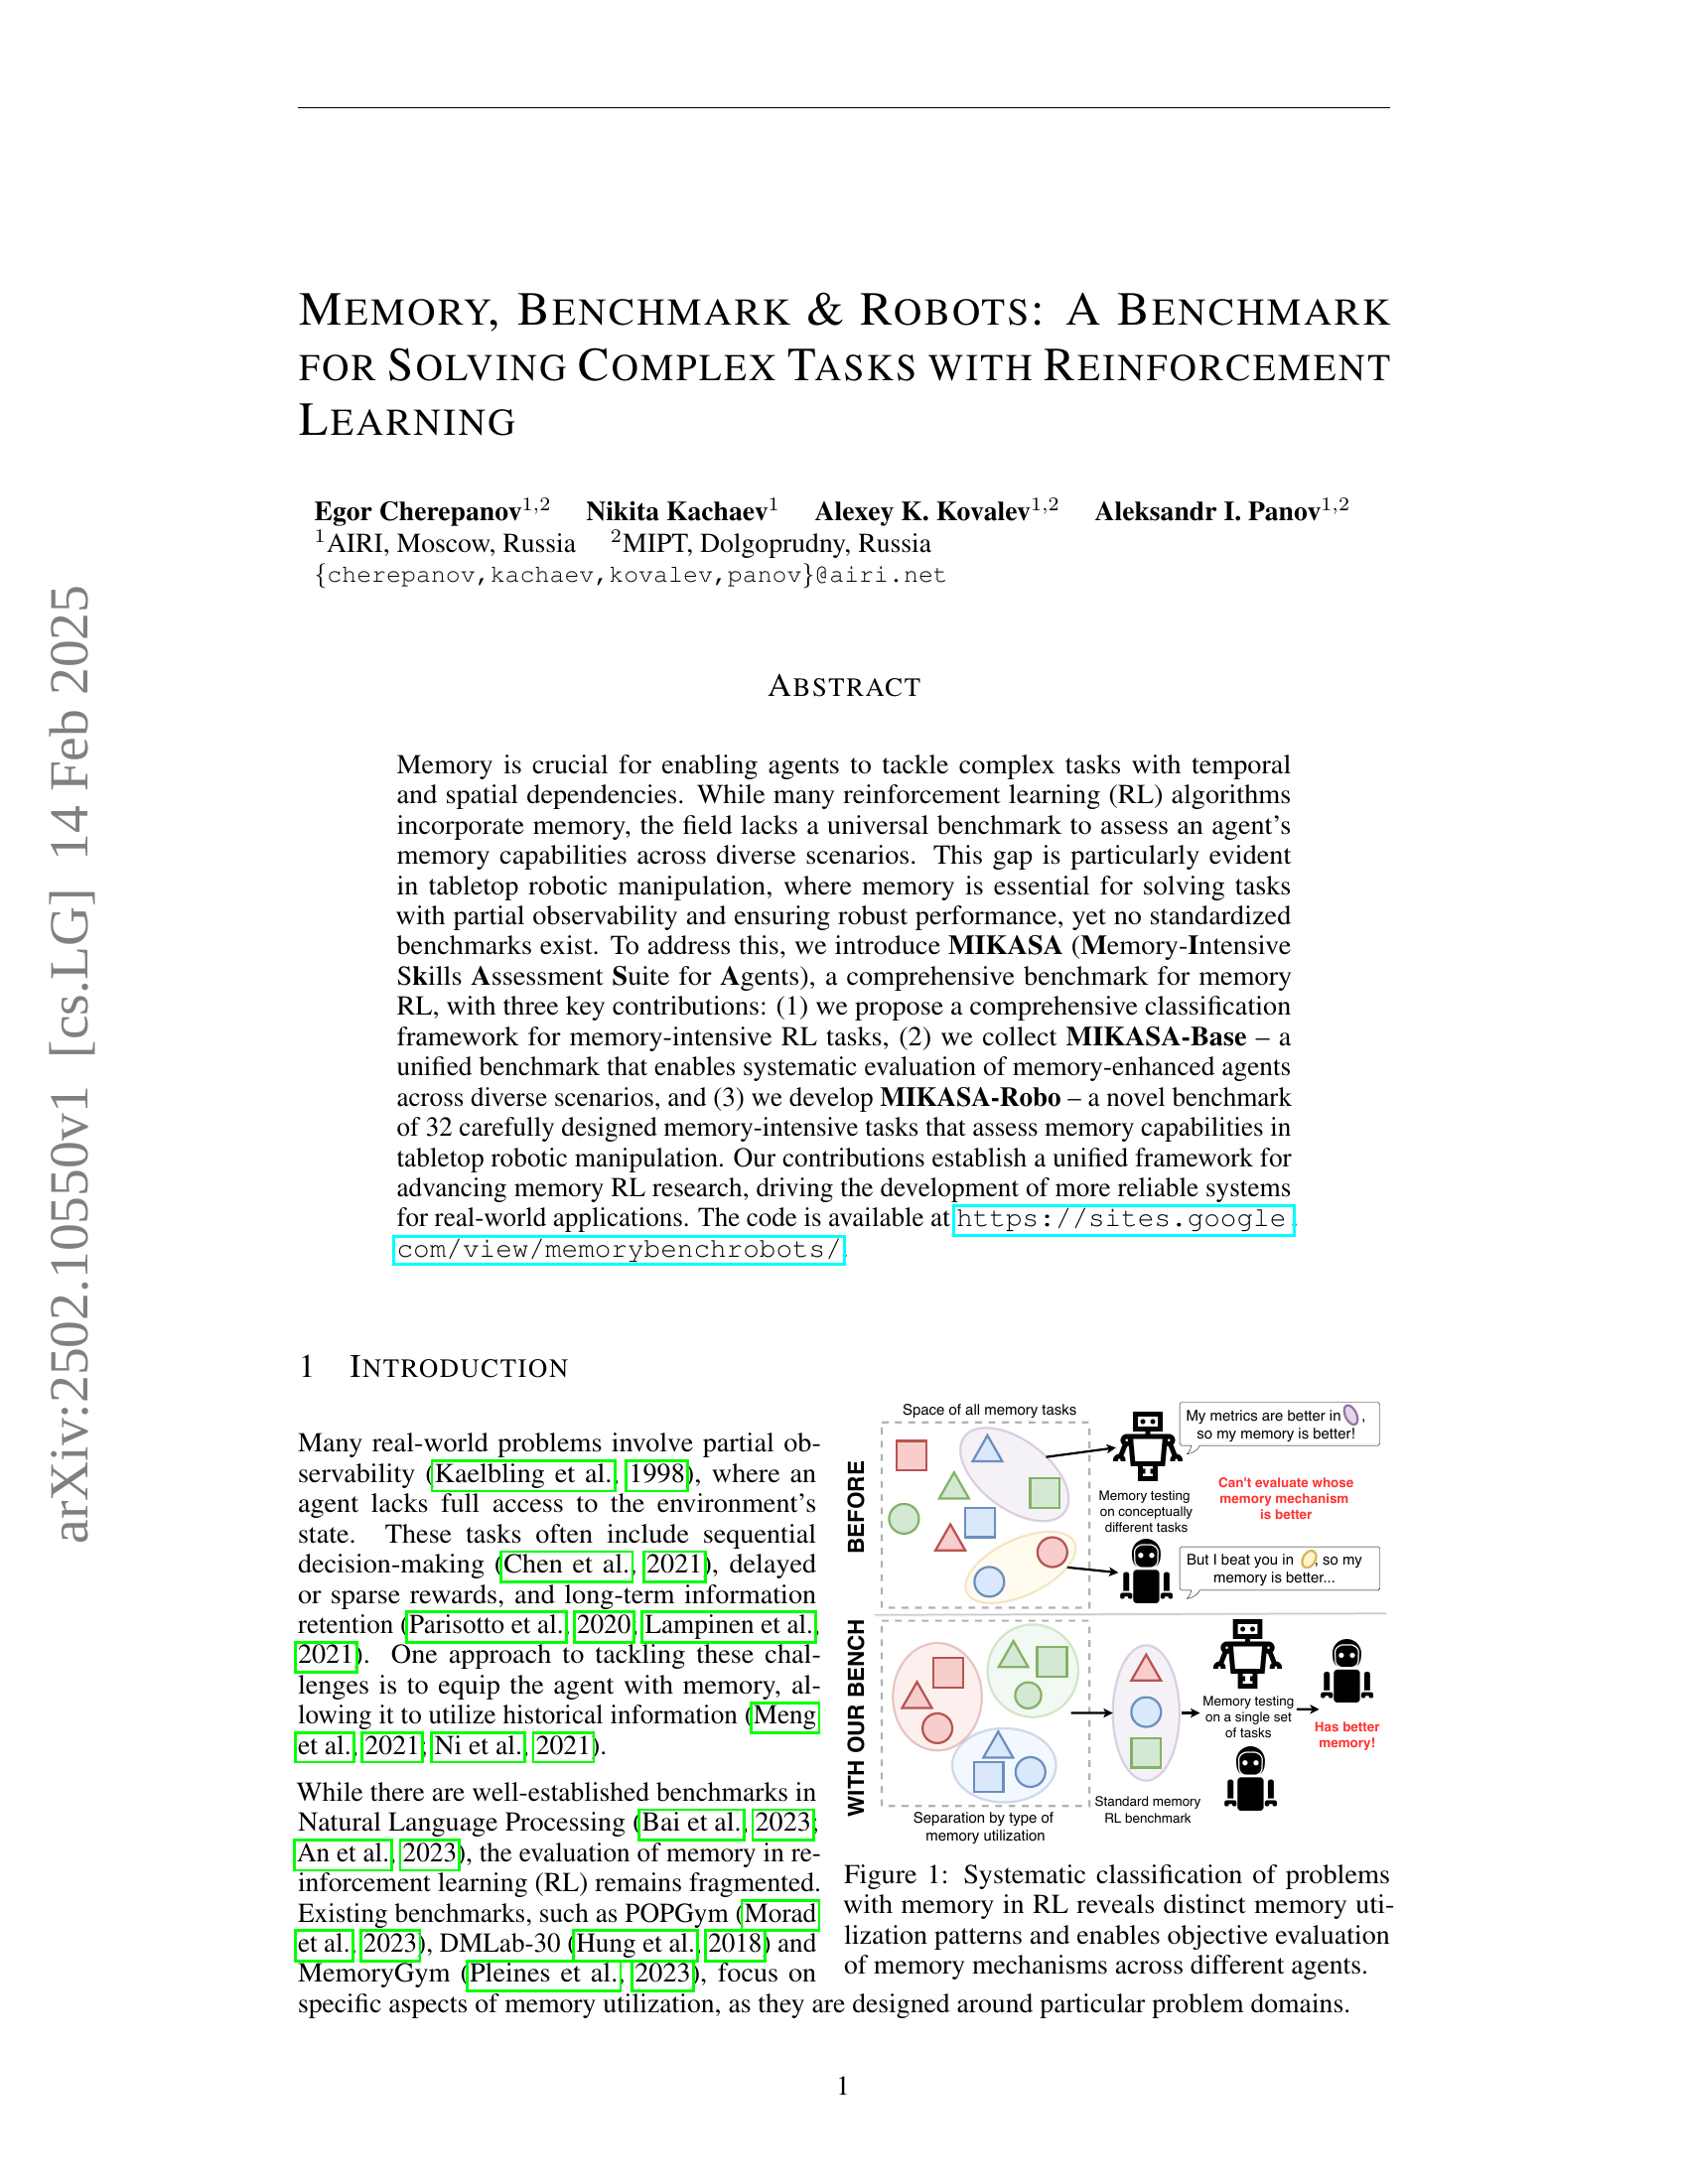 arXiv:2502.10550v1 [cs.LG] 14 Feb 2025
MEMORY, BENCHMARK & ROBOTS: A BENCHMARK
FOR SOLVING COMPLEX TASKS WITH REINFORCEMENT
LEARNING
Egor Cherepanov1,2 Nikita Kachaev1 Alexey K. Kovalev1,2 Aleksandr I. Panov1,2
1AIRI, Moscow, Russia 2MIPT, Dolgoprudny, Russia
{cherepanov,kachaev,kovalev,panov}@airi.net
ABSTRACT
Memory is crucial for enabling agents to tackle complex tasks with temporal
and spatial dependencies. While many reinforcement learning (RL) algorithms
incorporate memory, the field lacks a universal benchmark to assess an agent's
memory capabilities across diverse scenarios. This gap is particularly evident
in tabletop robotic manipulation, where memory is essential for solving tasks
with partial observability and ensuring robust performance, yet no standardized
benchmarks exist. To address this, we introduce MIKASA (Memory-Intensive
Skills Assessment Suite for Agents), a comprehensive benchmark for memory
RL, with three key contributions: (1) we propose a comprehensive classification
framework for memory-intensive RL tasks, (2) we collect MIKASA-Base – a
unified benchmark that enables systematic evaluation of memory-enhanced agents
across diverse scenarios, and (3) we develop MIKASA-Robo – a novel benchmark
of 32 carefully designed memory-intensive tasks that assess memory capabilities in
tabletop robotic manipulation. Our contributions establish a unified framework for
advancing memory RL research, driving the development of more reliable systems
for real-world applications. The code is available at https://sites.google.
com/view/memorybenchrobots/.
1 INTRODUCTION
Many real-world problems involve partial ob-
servability (Kaelbling et al., 1998), where an
agent lacks full access to the environment's
state. These tasks often include sequential
decision-making (Chen et al., 2021), delayed
or sparse rewards, and long-term information
retention (Parisotto et al., 2020; Lampinen et al.,
2021). One approach to tackling these chal-
lenges is to equip the agent with memory, al-
lowing it to utilize historical information (Meng
et al., 2021; Ni et al., 2021).
While there are well-established benchmarks in
Natural Language Processing (Bai et al., 2023;
An et al., 2023), the evaluation of memory in re-
inforcement learning (RL) remains fragmented.
Existing benchmarks, such as POPGym (Morad
et al., 2023), DMLab-30 (Hung et al., 2018) and
MemoryGym (Pleines et al., 2023), focus on
specific aspects of memory utilization, as they are designed around particular problem domains.
BEFORE
Space of all memory tasks
My metrics are better in ,
so my memory is better!
Memory testing
on conceptually
different tasks
Can't evaluate whose
memory mechanism
is better
But I beat you in , so my
memory is better...
WITH OUR BENCH
Separation by type of
memory utilization
Standard memory
RL benchmark
Memory testing
on a single set
of tasks
Has better
memory!
Figure 1: Systematic classification of problems
with memory in RL reveals distinct memory uti-
lization patterns and enables objective evaluation
of memory mechanisms across different agents.
1